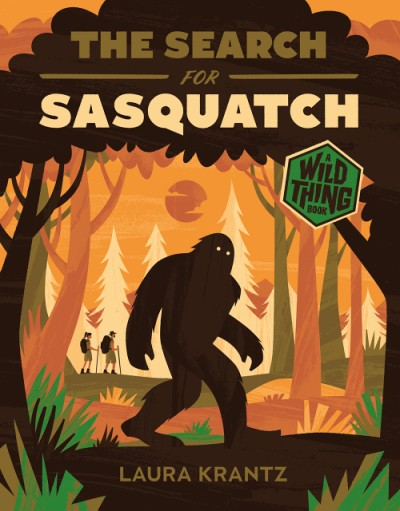 THE SEARCH
FOR
SASQUATCH
A
WILD
THING
BOOK
LAURA KRANTZ